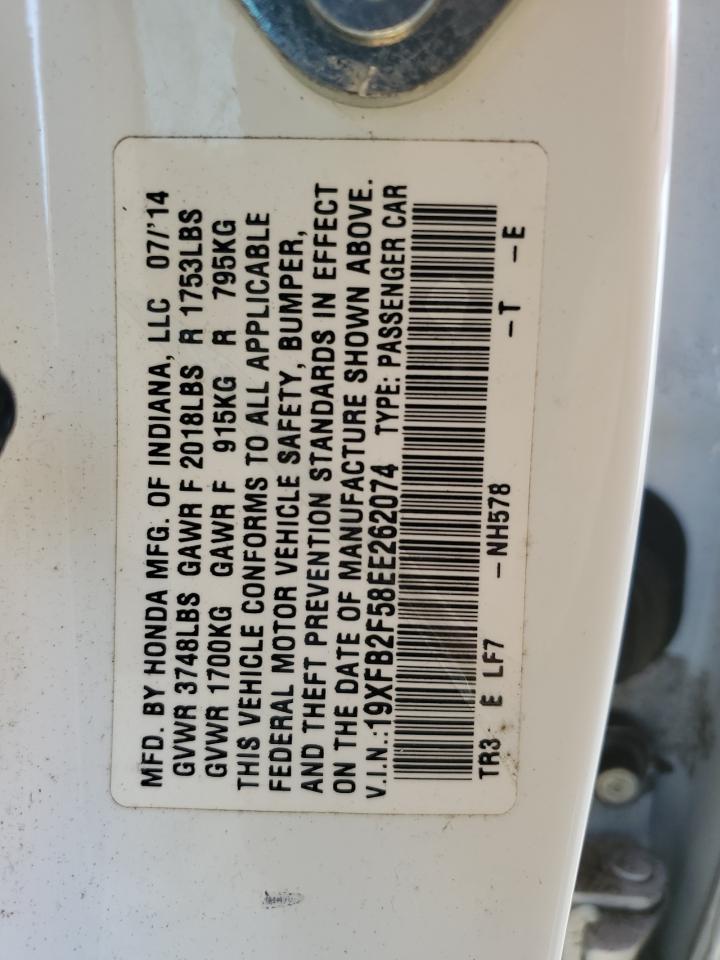 MFD. BY HONDA MFG. OF INDIANA, LLC 07/'14
GVWR 3748LBS GAWR F 2018LBS R 1753LBS
GVWR 1700KG GAWR F 915KG R 795KG
THIS VEHICLE CONFORMS TO ALL APPLICABLE
FEDERAL MOTOR VEHICLE SAFETY, BUMPER,
AND THEFT PREVENTION STANDARDS IN EFFECT
ON THE DATE OF MANUFACTURE SHOWN ABOVE.
V.I.N.:19XFB2F58EE262074 TYPE: PASSENGER CAR
TR3 E LF7 -NH578 -T -E